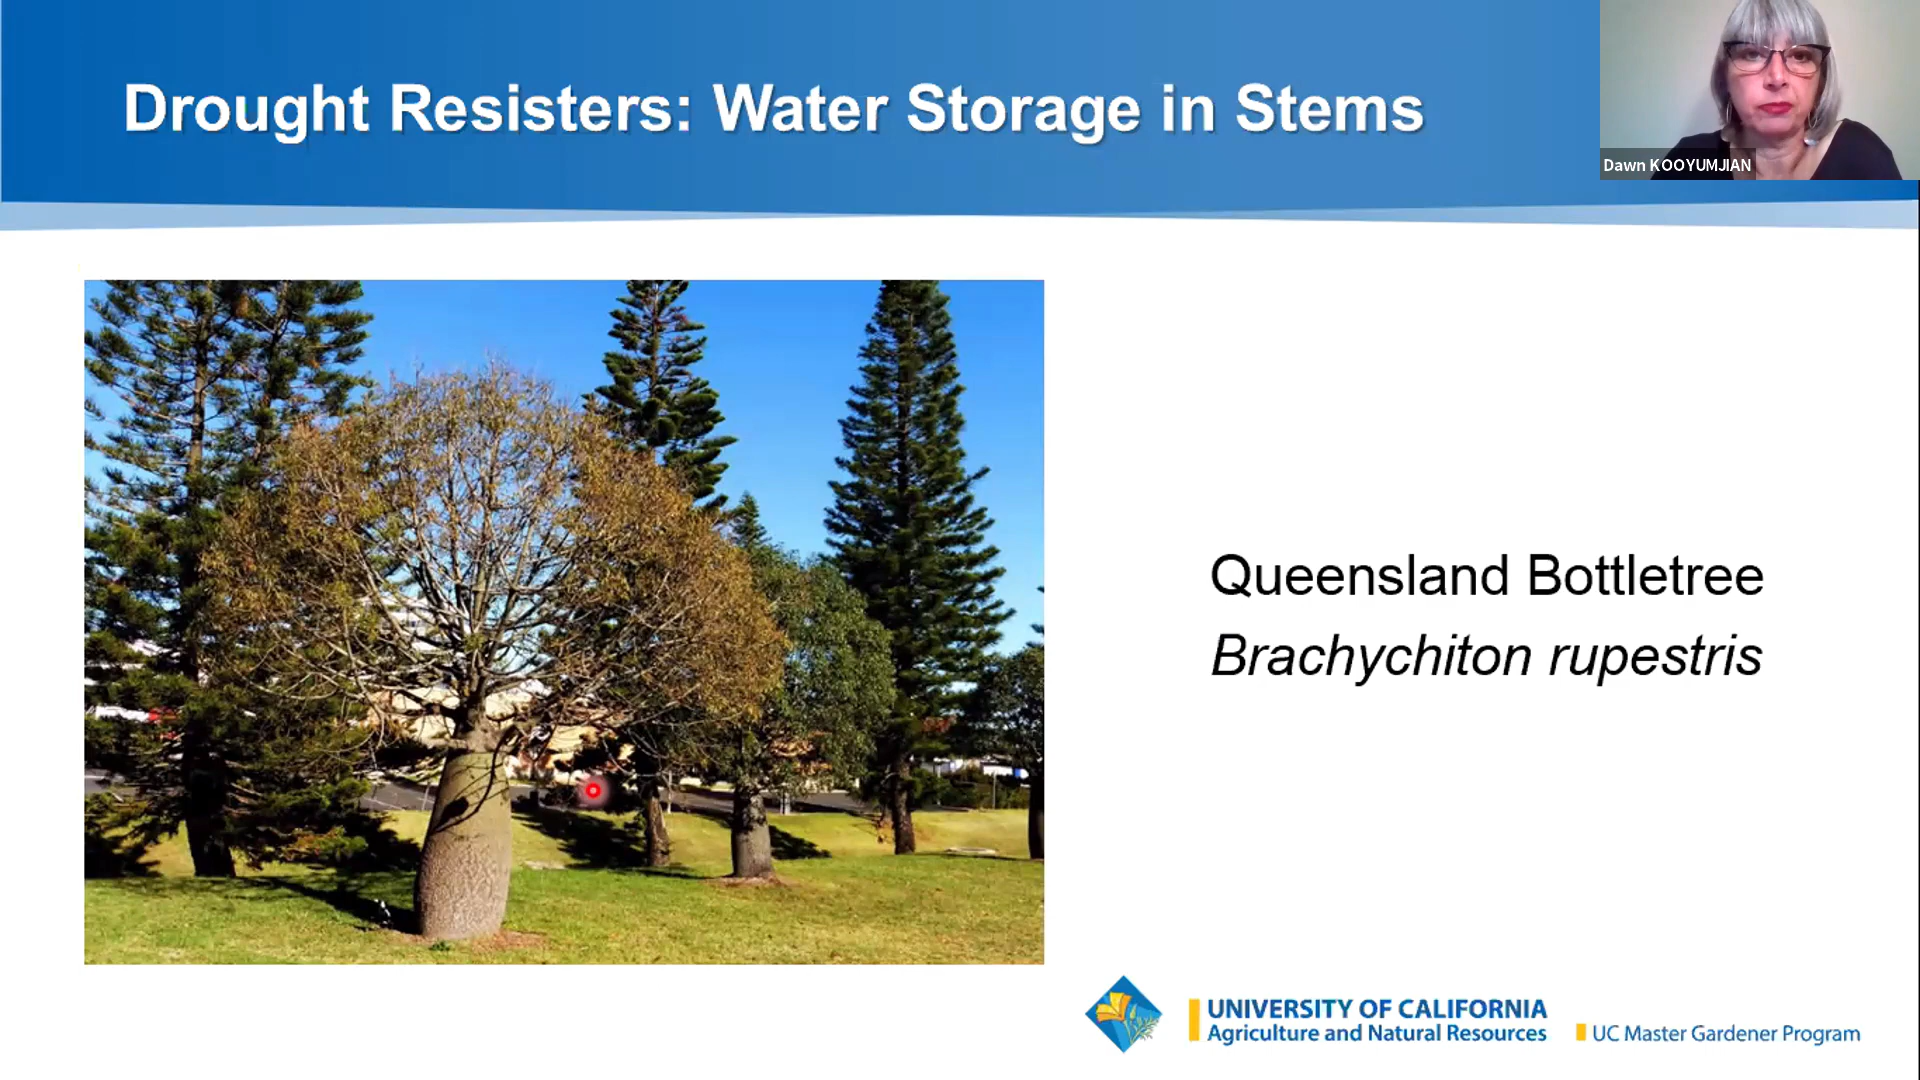 Drought Resisters: Water Storage in Stems
Dawn KOOYUMJIAN
Queensland Bottletree
Brachychiton rupestris
UNIVERSITY OF CALIFORNIA
Agriculture and Natural Resources
UC Master Gardener Program